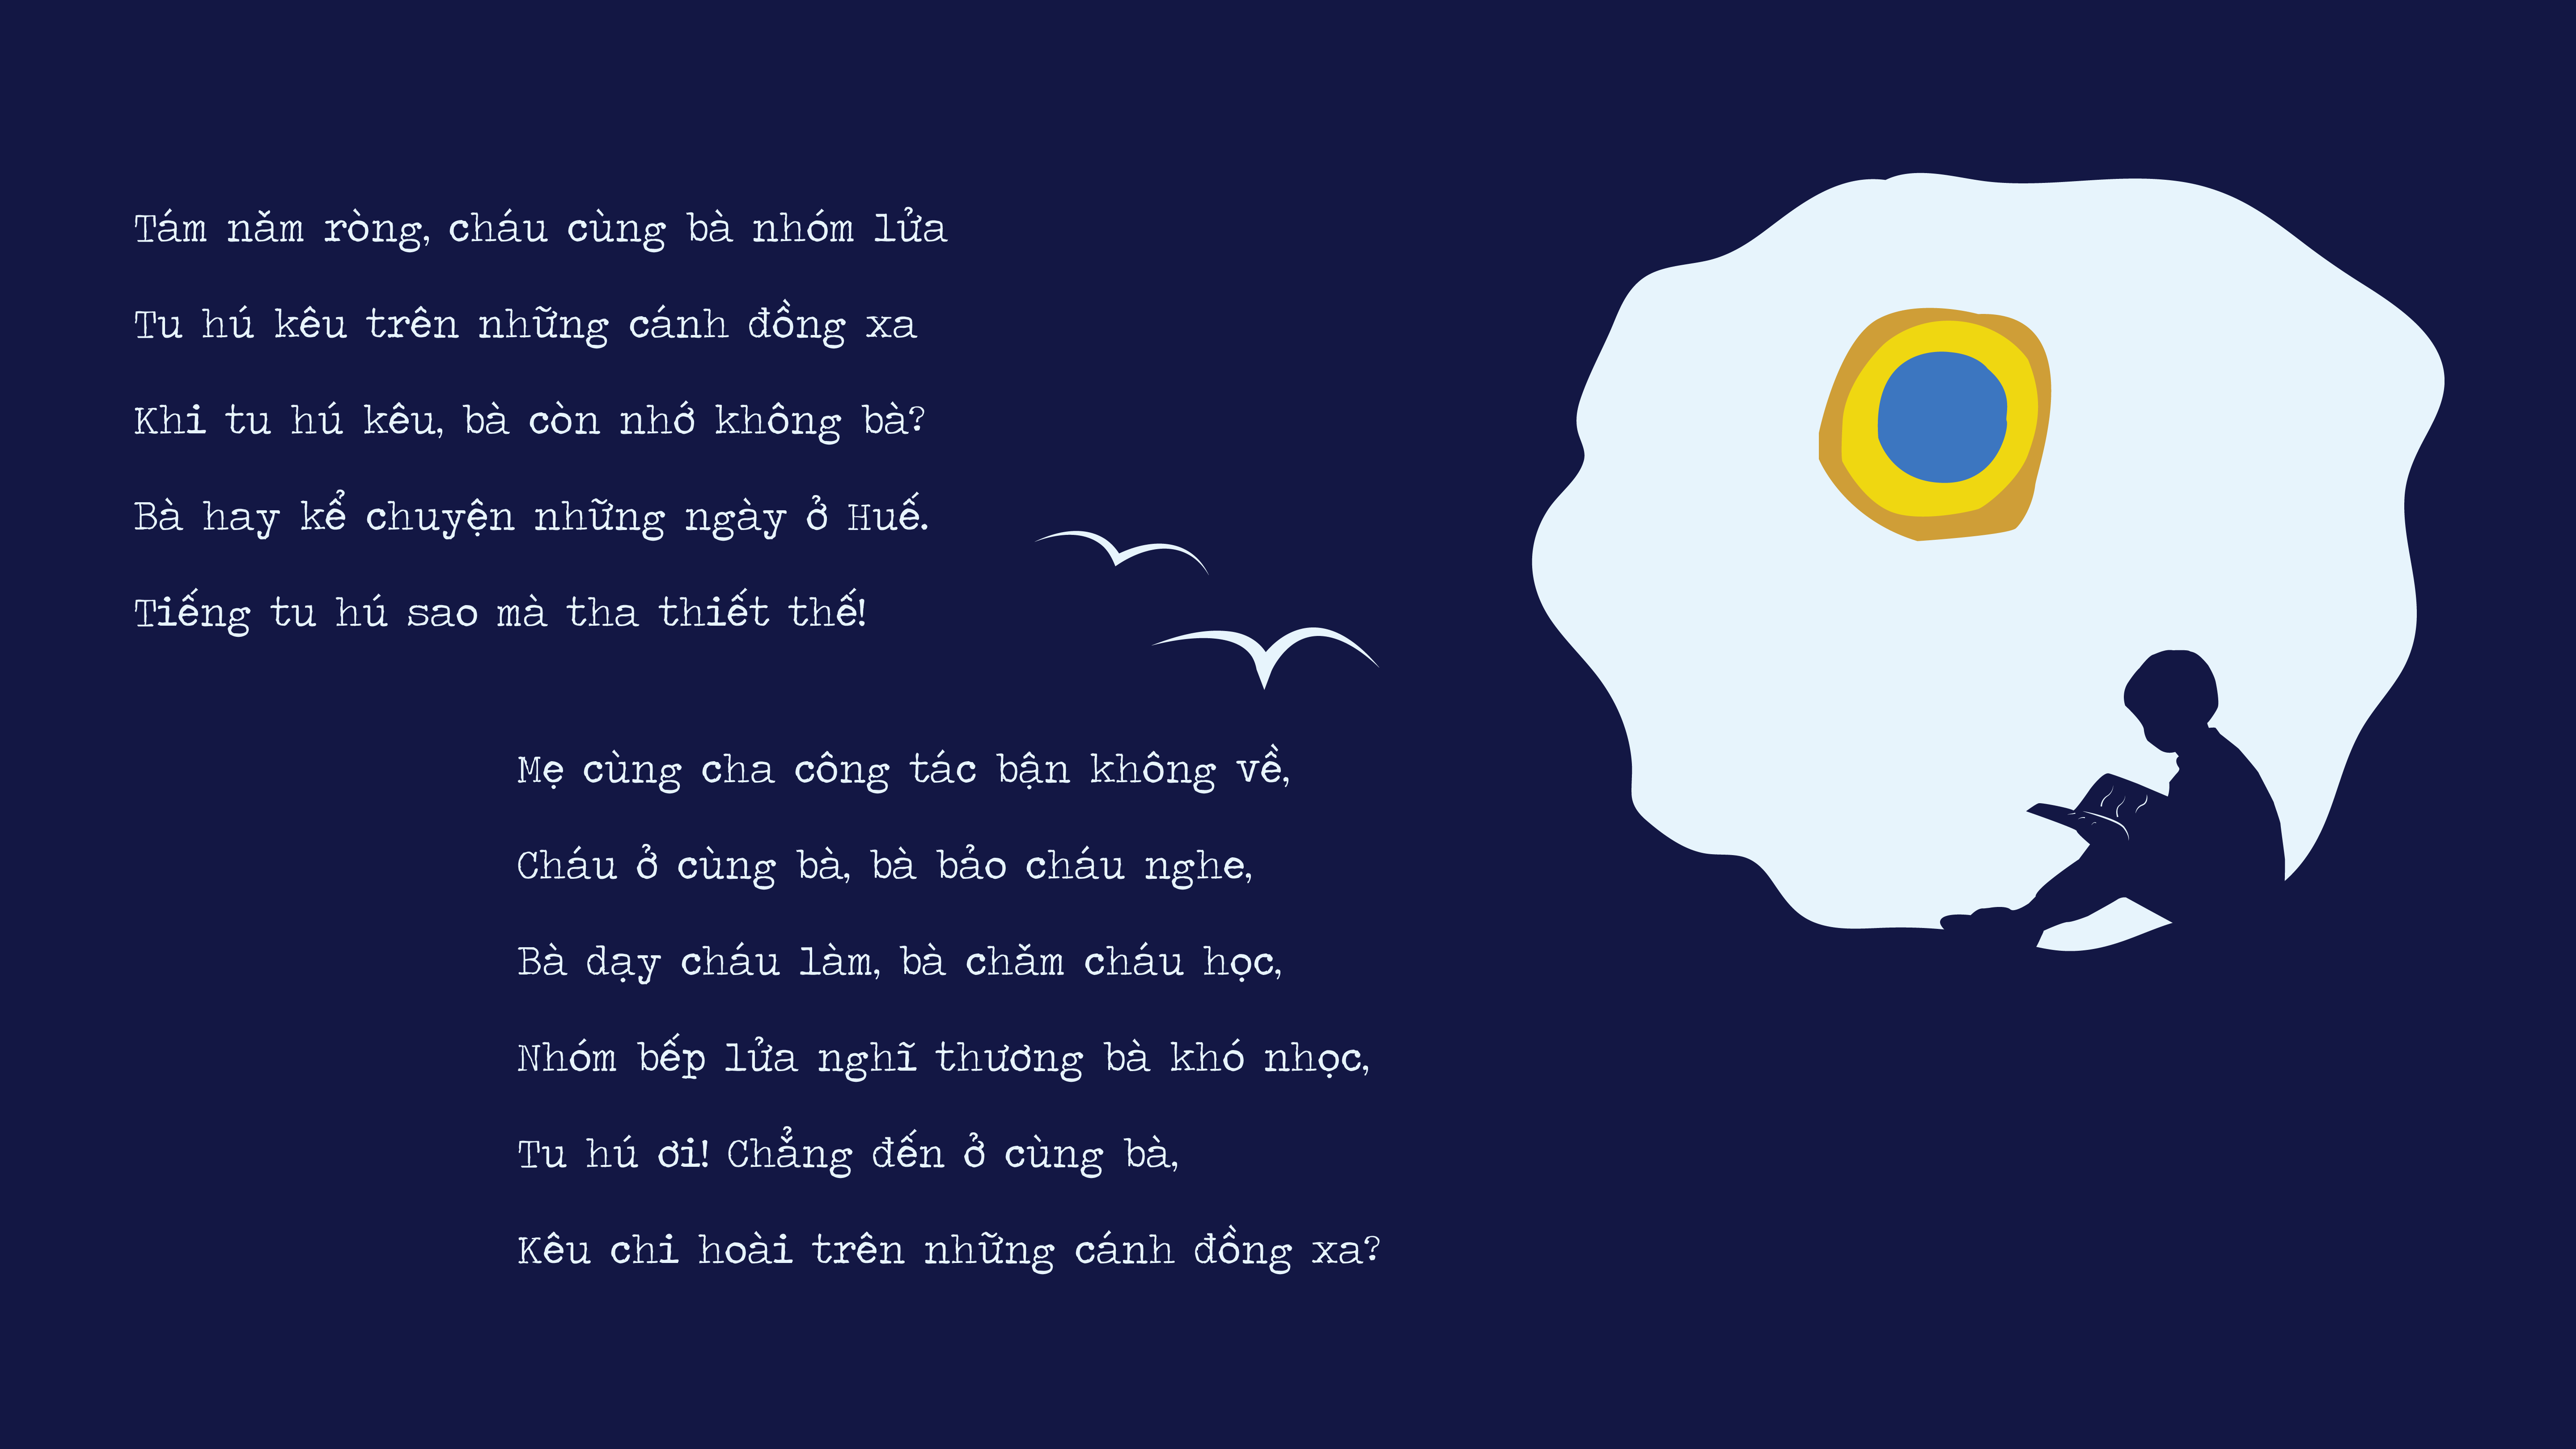 Tám năm ròng, cháu cùng bà nhóm lửa
Tu hú kêu trên những cánh đồng xa
Khi tu hú kêu, bà còn nhớ không bà?
Bà hay kể chuyện những ngày ở Huế.
Tiếng tu hú sao mà tha thiết thế!
Mẹ cùng cha công tác bận không về,
Cháu ở cùng bà, bà bảo cháu nghe,
Bà dạy cháu làm, bà chăm cháu học,
Nhóm bếp lửa nghĩ thương bà khó nhọc,
Tu hú ơi! Chẳng đến ở cùng bà,
Kêu chi hoài trên những cánh đồng xa?